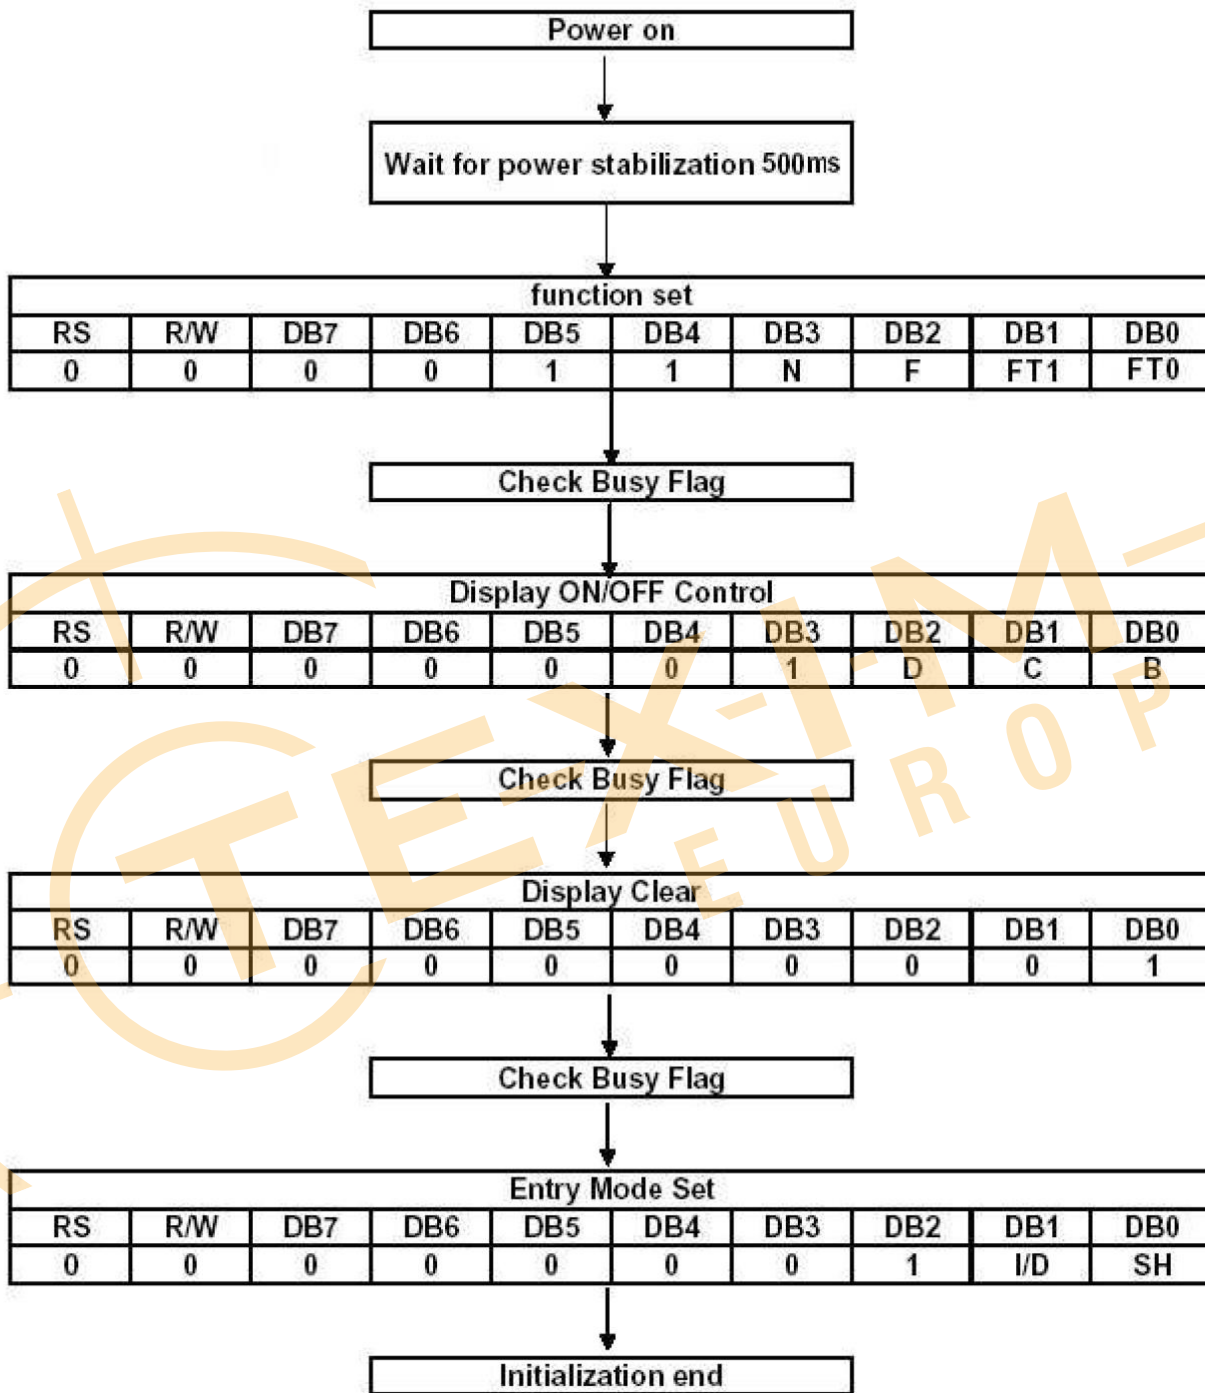 Power on
Wait for power stabilization 500ms
function set
RS R/W DB7 DB6 DB5 DB4 DB3 DB2 DB1 DB0
0 0 0 0 1 1 N F FT1 FT0
Check Busy Flag
Display ON/OFF Control
RS R/W DB7 DB6 DB5 DB4 DB3 DB2 DB1 DB0
0 0 0 0 0 0 1 D C B
Check Busy Flag
Display Clear
RS R/W DB7 DB6 DB5 DB4 DB3 DB2 DB1 DB0
0 0 0 0 0 0 0 0 0 1
Check Busy Flag
Entry Mode Set
RS R/W DB7 DB6 DB5 DB4 DB3 DB2 DB1 DB0
0 0 0 0 0 0 0 1 I/D SH
Initialization end
TEXIM
EUROP